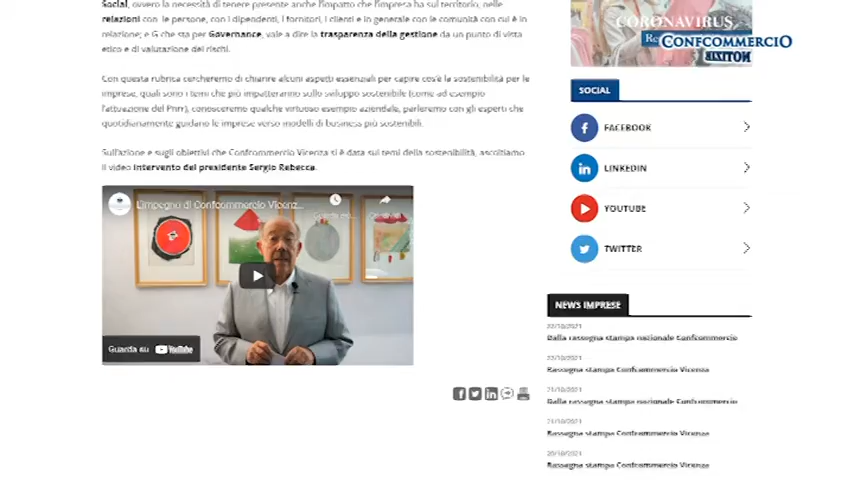 Social, ovvero la necessità di tenere presente anche l'impatto che l'impresa ha sul territorio, nelle
relazioni con le persone, con i dipendenti, i fornitori, i clienti e in generale con le comunità con cui è in
relazione; e G che sta per Governance, vale a dire la trasparenza della gestione da un punto di vista
etico e di valutazione dei rischi.
Con questa rubrica cercheremo di chiarire alcuni aspetti essenziali per capire cos'è la sostenibilità per le
imprese, quali sono i temi che più impatteranno sullo sviluppo sostenibile (come ad esempio
l'attuazione del Pnrr), conosceremo qualche virtuoso esempio aziendale, parleremo con gli esperti che
quotidianamente guidano le imprese verso modelli di business più sostenibili.
Sull'azione e sugli obiettivi che Confcommercio Vicenza si è data sui temi della sostenibilità, ascoltiamo
il video intervento del presidente Sergio Rebecca.
L'impegno di Confcommercio Vicenz...
Guarda su YouTube
CORONAVIRUS
CONFCOMMERCIO
NOTIZIE
SOCIAL
FACEBOOK
LINKEDIN
YOUTUBE
TWITTER
NEWS IMPRESE
22/10/2021
Dalla rassegna stampa nazionale Confcommercio
22/10/2021
Rassegna stampa Confcommercio Vicenza
21/10/2021
Dalla rassegna stampa nazionale Confcommercio
21/10/2021
Rassegna stampa Confcommercio Vicenza
20/10/2021
Rassegna stampa Confcommercio Vicenza